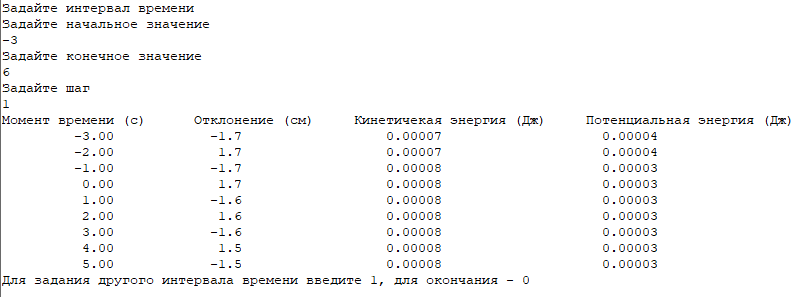 Задайте интервал времени
Задайте начальное значение
-3
Задайте конечное значение
6
Задайте шаг
1
Момент времени (с) Отклонение (см) Кинетичекая энергия (Дж) Потенциальная энергия (Дж)
-3.00 -1.7 0.00007 0.00004
-2.00 1.7 0.00007 0.00004
-1.00 -1.7 0.00008 0.00003
0.00 1.7 0.00008 0.00003
1.00 -1.6 0.00008 0.00003
2.00 1.6 0.00008 0.00003
3.00 -1.6 0.00008 0.00003
4.00 1.5 0.00008 0.00003
5.00 -1.5 0.00008 0.00003
Для задания другого интервала времени введите 1, для окончания - 0